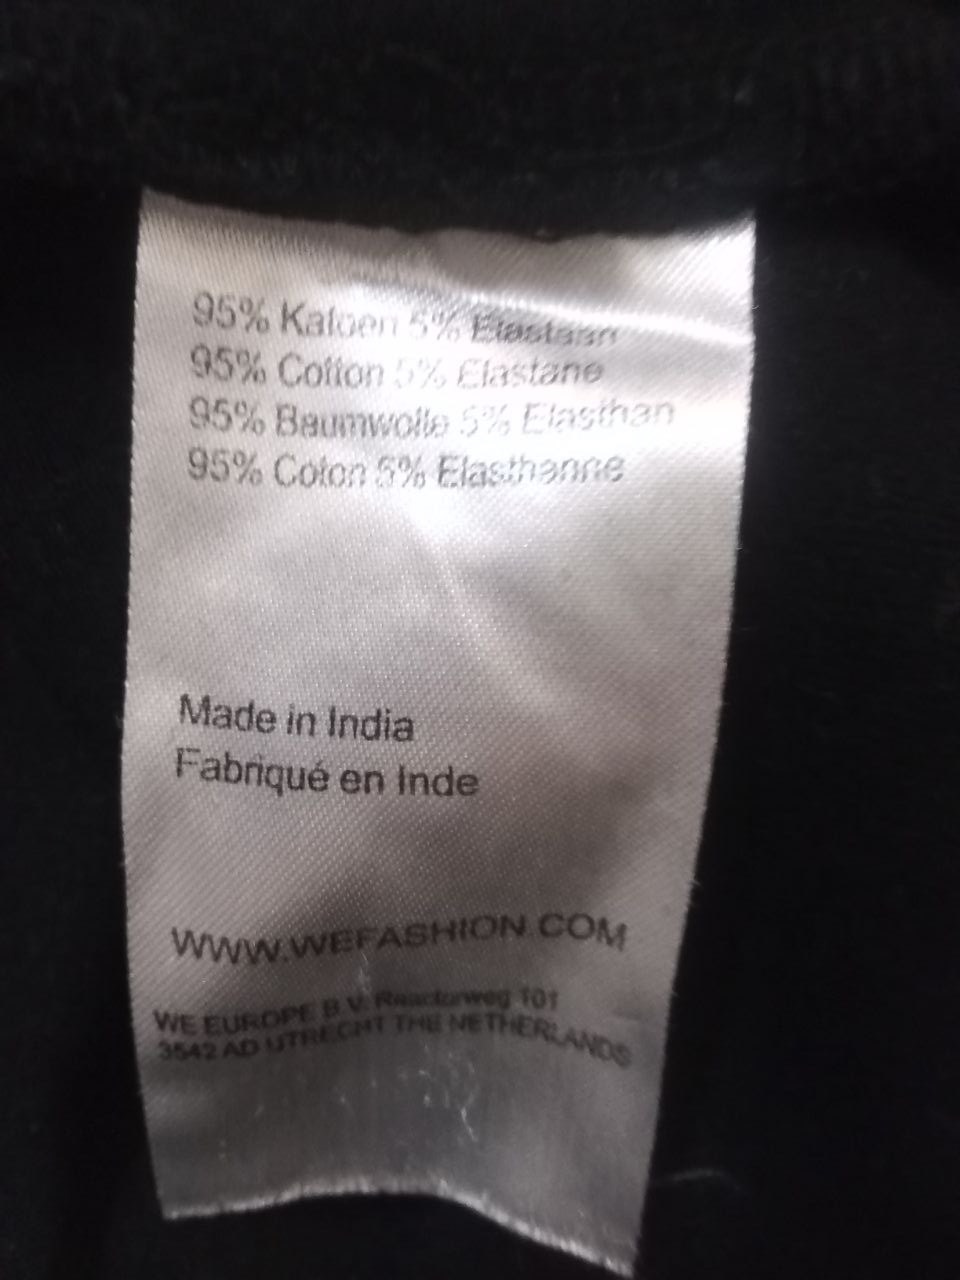 95% Katoen 5% Elastaan
95% Cotton 5% Elastane
95% Baumwolle 5% Elasthan
95% Coton 5% Elasthanne
Made in India
Fabriqué en Inde
WWW.WEFASHION.COM
WE EUROPE B.V. Reactorweg 101
3542 AD UTRECHT THE NETHERLANDS